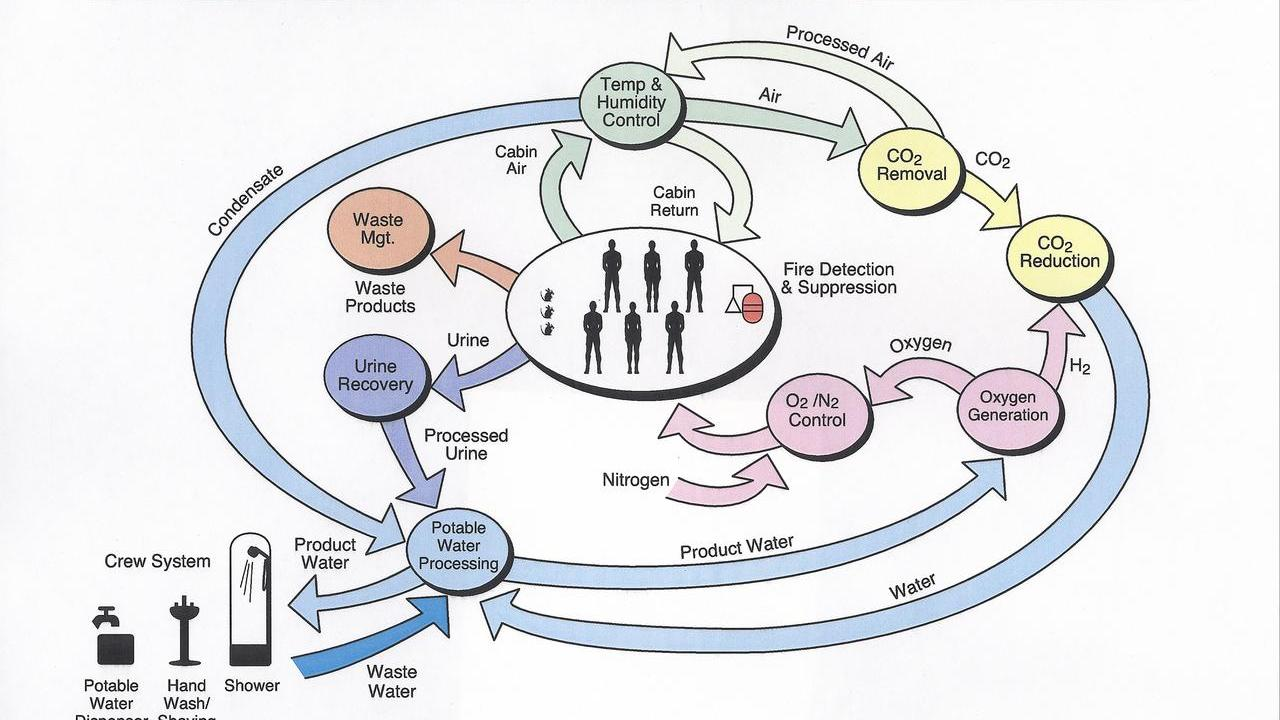 Processed Air
Temp &
Humidity
Control
Air
Cabin
Air
CO2
Removal
CO2
Condensate
Cabin
Return
Waste
Mgt.
CO2
Reduction
Fire Detection
& Suppression
Waste
Products
Urine
Urine
Recovery
Oxygen
H2
O2 /N2
Control
Oxygen
Generation
Processed
Urine
Nitrogen
Potable
Water
Processing
Product
Water
Product Water
Crew System
Water
Waste
Water
Potable
Water
Dispenser
Hand
Wash/
Shaving
Shower